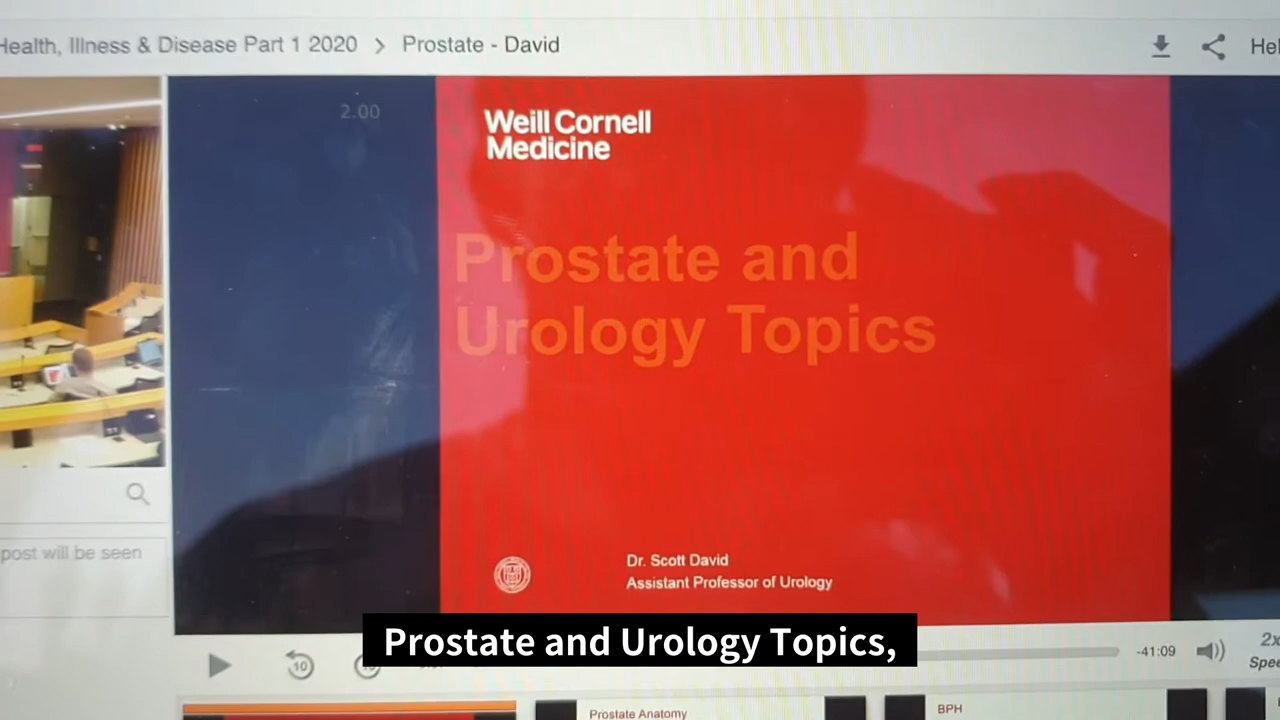 Health, Illness & Disease Part 1 2020 > Prostate - David
2.00
Weill Cornell
Medicine
Prostate and
Urology Topics
post will be seen
Dr. Scott David
Assistant Professor of Urology
Prostate and Urology Topics,
10
-41:09
2x
Prostate Anatomy
BPH